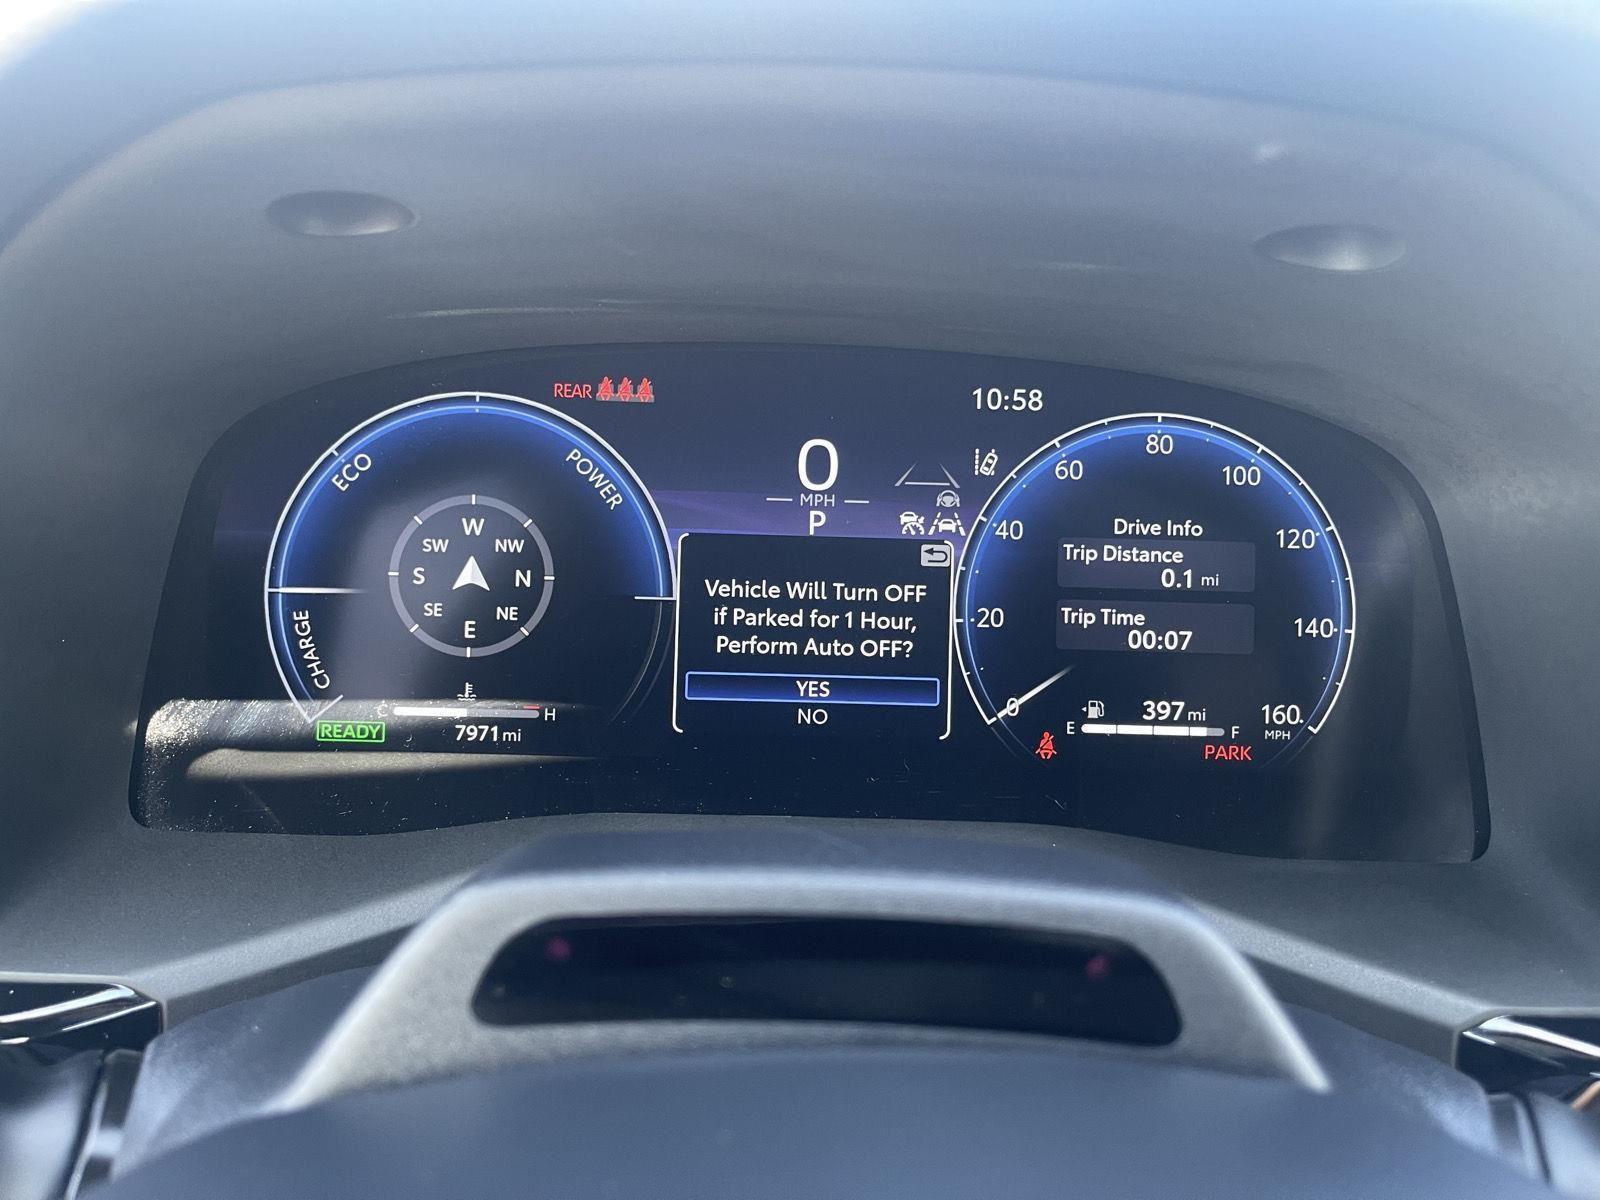 REAR
10:58
ECO
POWER
CHARGE
W
SW
NW
S
N
SE
NE
E
C
H
READY
7971 mi
0
MPH
P
Vehicle Will Turn OFF
if Parked for 1 Hour,
Perform Auto OFF?
YES
NO
0
20
40
60
80
100
120
140
160
MPH
Drive Info
Trip Distance
0.1 mi
Trip Time
00:07
397 mi
E
F
PARK